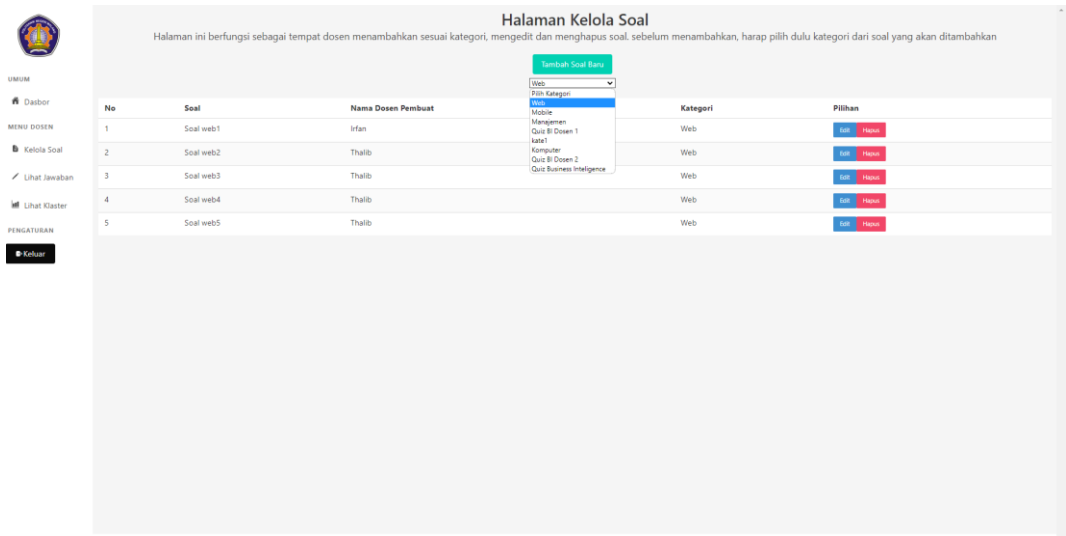 Halaman Kelola Soal
Halaman ini berfungsi sebagai tempat dosen menambahkan sesuai kategori, mengedit dan menghapus soal. sebelum menambahkan, harap pilih dulu kategori dari soal yang akan ditambahkan
Tambah Soal Baru
Web
Pilih Kategori
Web
Mobile
Manajemen
Quiz BI Dosen 1
kate1
Komputer
Quiz BI Dosen 2
Quiz Business Inteligence
UMUM
Dasbor
MENU DOSEN
Kelola Soal
Lihat Jawaban
Lihat Klaster
PENGATURAN
Keluar
No Soal Nama Dosen Pembuat Kategori Pilihan
1 Soal web1 Irfan Web Edit Hapus
2 Soal web2 Thalib Web Edit Hapus
3 Soal web3 Thalib Web Edit Hapus
4 Soal web4 Thalib Web Edit Hapus
5 Soal web5 Thalib Web Edit Hapus